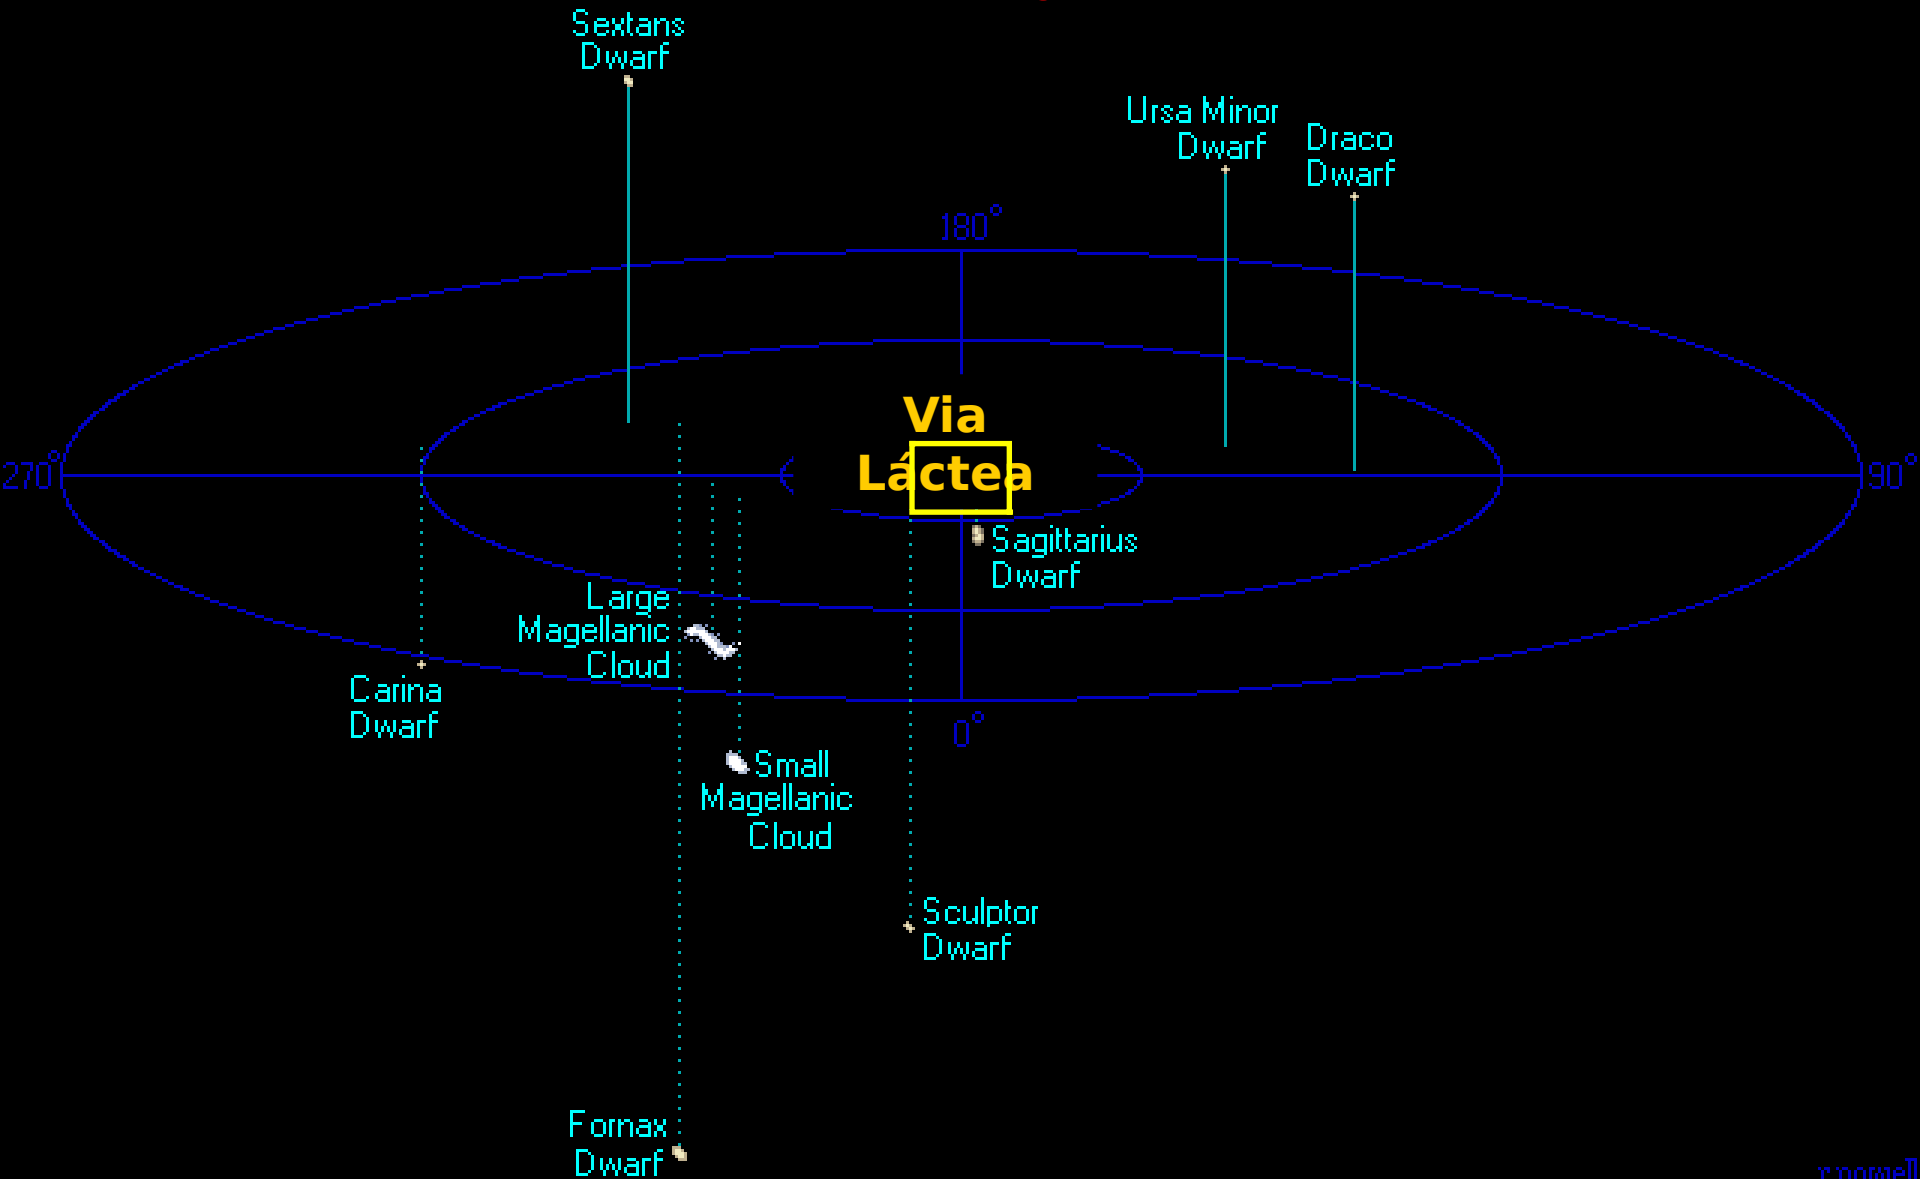 Sextans
Dwarf
Ursa Minor
Dwarf
Draco
Dwarf
180°
Via
Láctea
270°
90°
Sagittarius
Dwarf
Large
Magellanic
Cloud
Carina
Dwarf
0°
Small
Magellanic
Cloud
Sculptor
Dwarf
Fornax
Dwarf
r.powell